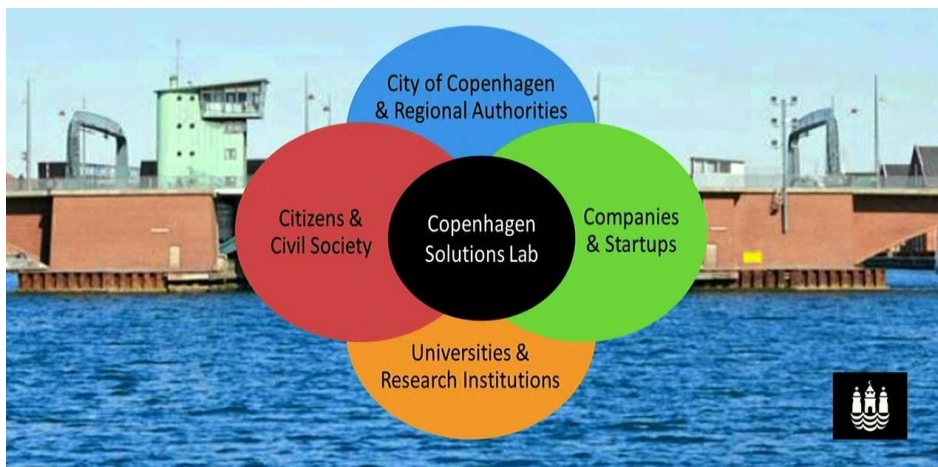 City of Copenhagen
& Regional Authorities
Citizens &
Civil Society
Copenhagen
Solutions Lab
Companies
& Startups
Universities &
Research Institutions